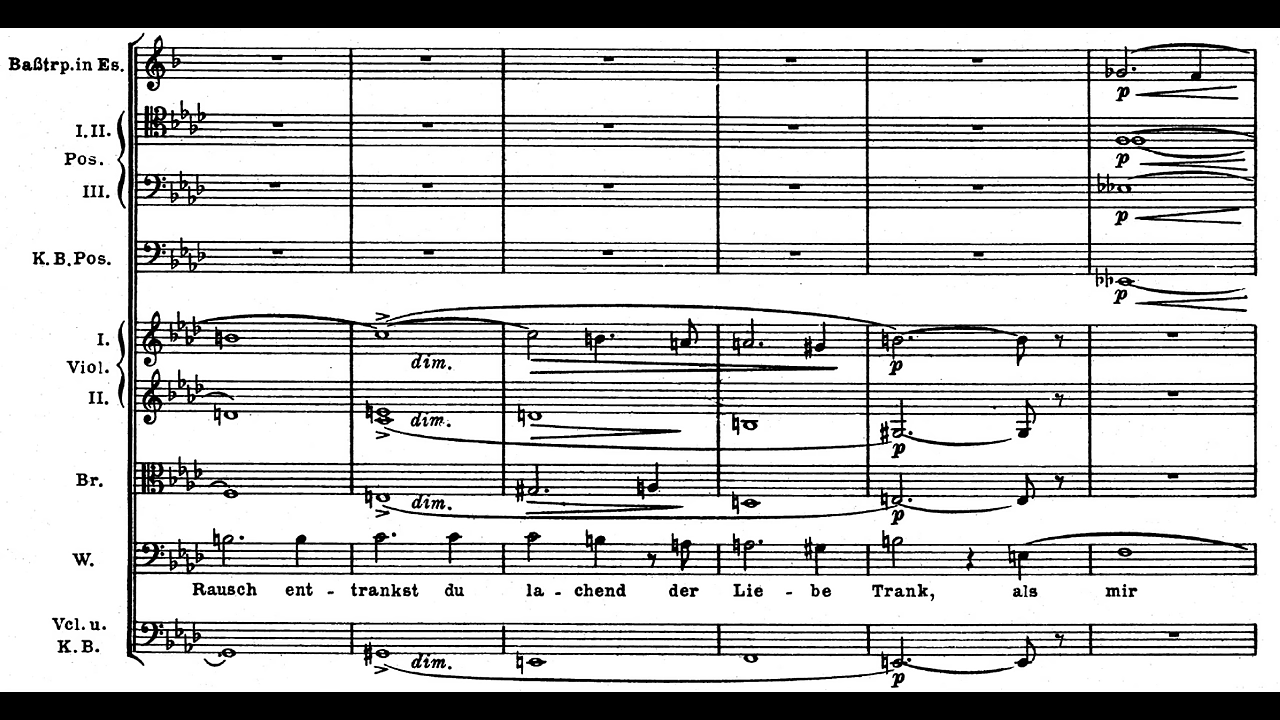 Baßtrp. in Es.
I. II.
Pos.
III.
p
p
p
K. B. Pos.
p
I.
Viol.
II.
dim.
p
dim.
p
Br.
dim.
p
W.
Rausch ent - trankst du la - chend der Lie - be Trank, als mir
Vcl. u.
K. B.
dim.
p